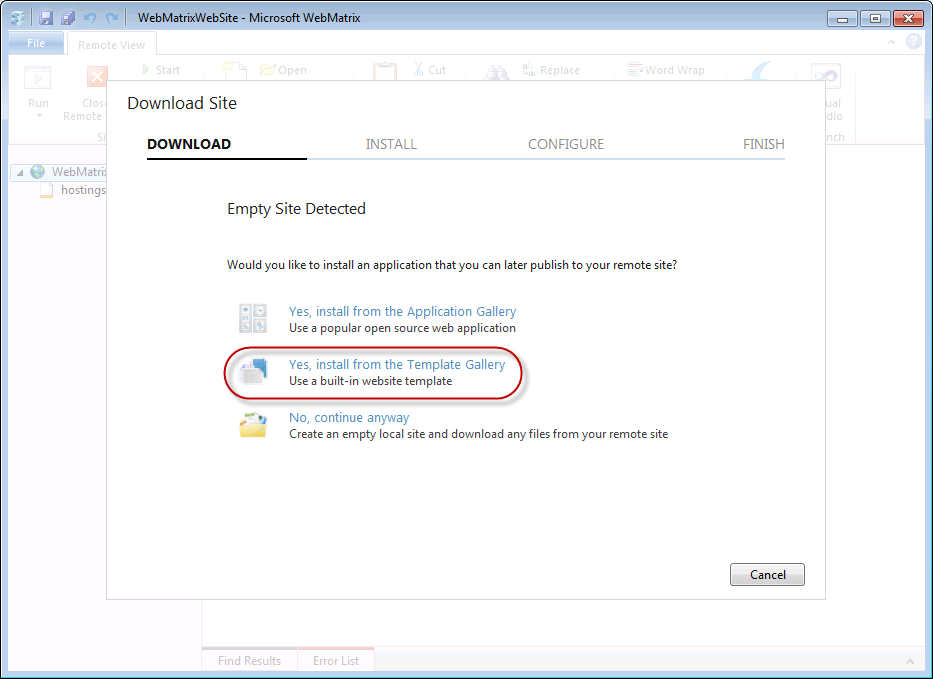 WebMatrixWebSite - Microsoft WebMatrix
File
Remote View
Start
Open
Cut
Replace
Word Wrap
Run
Close
Remote
Download Site
DOWNLOAD
INSTALL
CONFIGURE
FINISH
WebMatrix
hostings
Empty Site Detected
Would you like to install an application that you can later publish to your remote site?
Yes, install from the Application Gallery
Use a popular open source web application
Yes, install from the Template Gallery
Use a built-in website template
No, continue anyway
Create an empty local site and download any files from your remote site
Cancel
Find Results
Error List